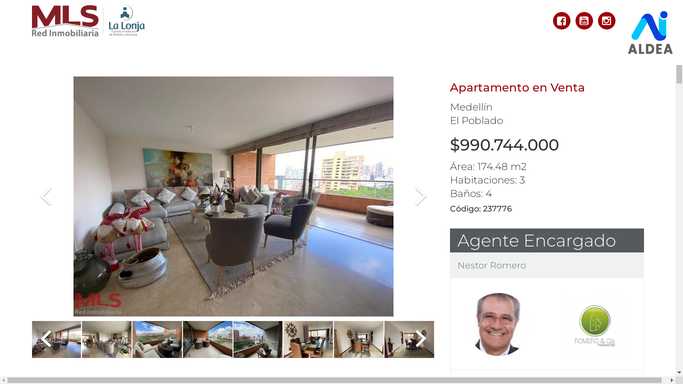 MLS
Red Inmobiliaria
La Lonja
ALDEA
Apartamento en Venta
Medellín
El Poblado
$990.744.000
Área: 174.48 m2
Habitaciones: 3
Baños: 4
Código: 237776
Agente Encargado
Nestor Romero
MLS
Red Inmobiliaria
ROMERO & Cía